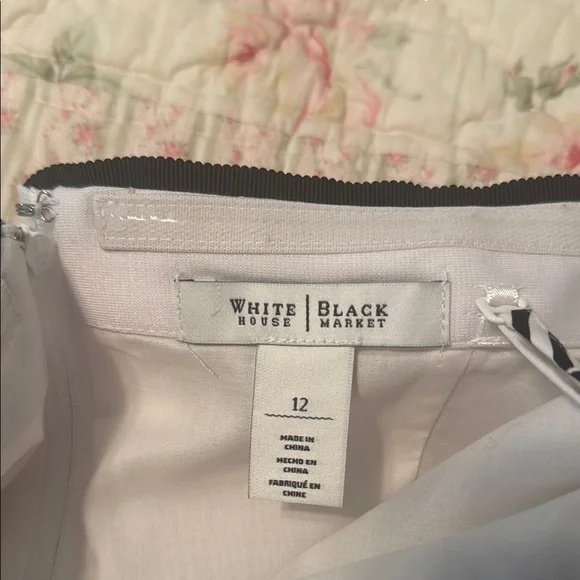 WHITE | BLACK
HOUSE | MARKET
12
MADE IN
CHINA
HECHO EN
CHINA
FABRIQUÉ EN
CHINE